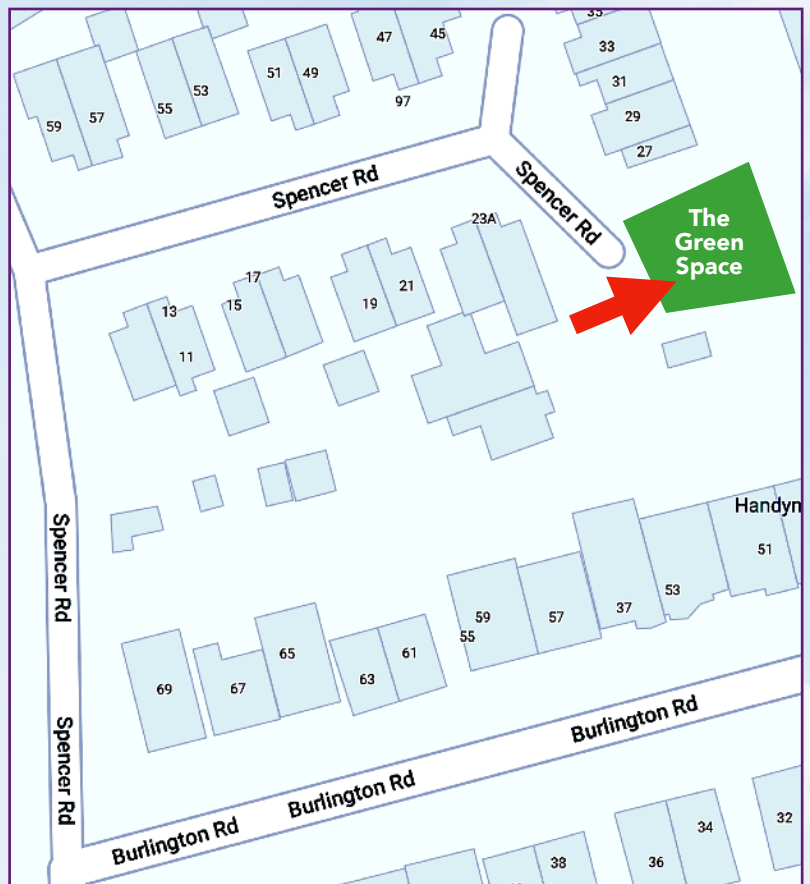 35
33
31
29
27
47
45
97
51
49
53
55
57
59
Spencer Rd
Spencer Rd
The
Green
Space
23A
21
19
17
15
13
11
Spencer Rd
Spencer Rd
Handyn
51
53
37
57
59
55
61
63
65
67
69
Burlington Rd
Burlington Rd
Burlington Rd
32
34
36
38